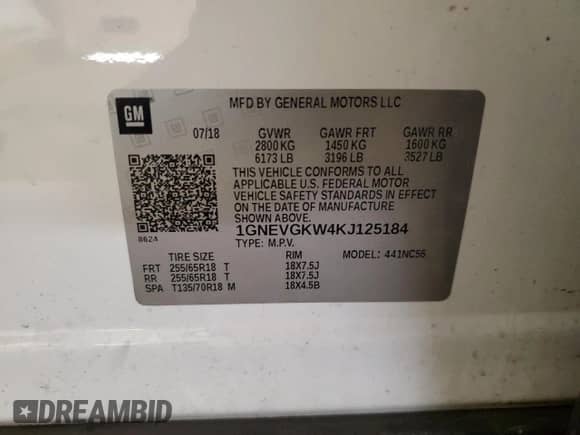 GM
MFD BY GENERAL MOTORS LLC
07/18 GVWR GAWR FRT GAWR RR
2800 KG 1450 KG 1600 KG
6173 LB 3196 LB 3527 LB
THIS VEHICLE CONFORMS TO ALL
APPLICABLE U.S. FEDERAL MOTOR
VEHICLE SAFETY STANDARDS IN EFFECT
ON THE DATE OF MANUFACTURE
SHOWN ABOVE.
1GNEVGKW4KJ125184
8624
TYPE: M.P.V.
TIRE SIZE RIM MODEL: 441NC56
FRT 255/65R18 T 18X7.5J
RR 255/65R18 T 18X7.5J
SPA T135/70R18 M 18X4.5B
DREAMBID